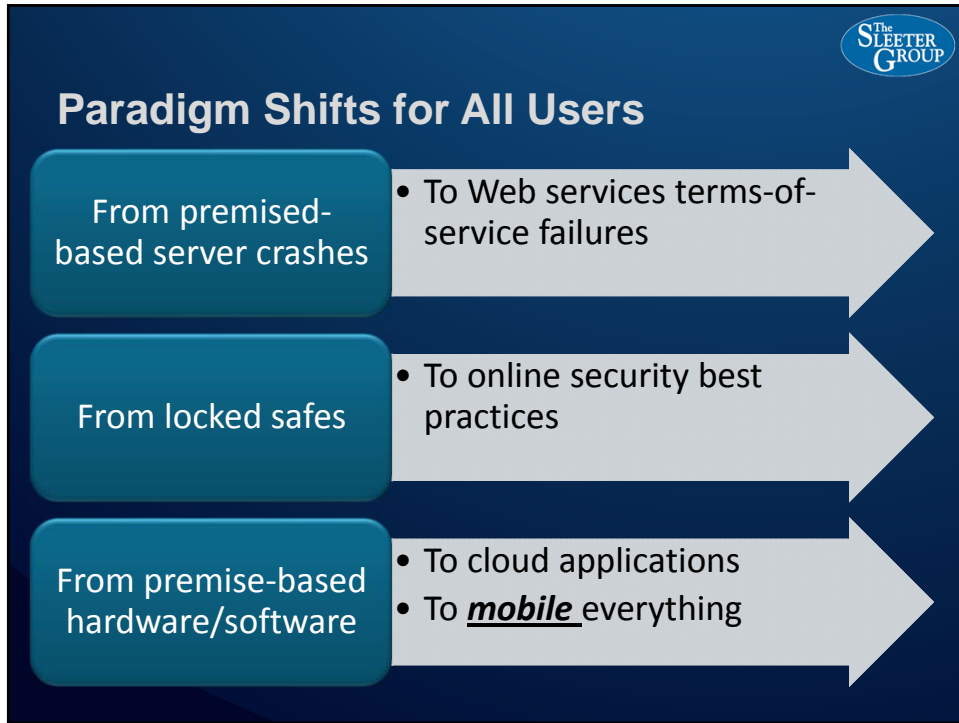 The
SLEETER
GROUP
Paradigm Shifts for All Users
From premised-
based server crashes
• To Web services terms-of-
service failures
From locked safes
• To online security best
practices
From premise-based
hardware/software
• To cloud applications
• To mobile everything